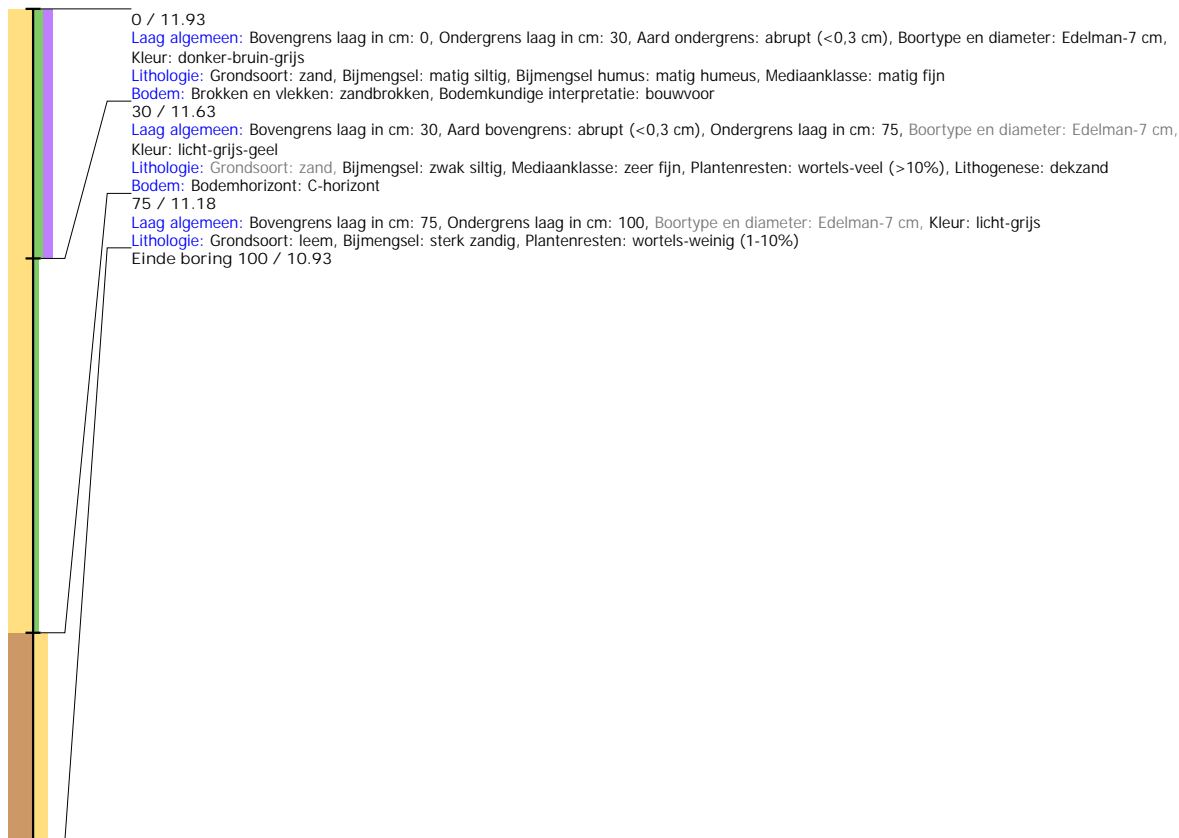 0 / 11.93
Laag algemeen: Bovengrens laag in cm: 0, Ondergrens laag in cm: 30, Aard ondergrens: abrupt (<0,3 cm), Boortype en diameter: Edelman-7 cm,
Kleur: donker-bruin-grijs
Lithologie: Grondsoort: zand, Bijmengsel: matig siltig, Bijmengsel humus: matig humeus, Mediaanklasse: matig fijn
Bodem: Brokken en vlekken: zandbrokken, Bodemkundige interpretatie: bouwvoor
30 / 11.63
Laag algemeen: Bovengrens laag in cm: 30, Aard bovengrens: abrupt (<0,3 cm), Ondergrens laag in cm: 75, Boortype en diameter: Edelman-7 cm,
Kleur: licht-grijs-geel
Lithologie: Grondsoort: zand, Bijmengsel: zwak siltig, Mediaanklasse: zeer fijn, Plantenresten: wortels-veel (>10%), Lithogenese: dekzand
Bodem: Bodemhorizont: C-horizont
75 / 11.18
Laag algemeen: Bovengrens laag in cm: 75, Ondergrens laag in cm: 100, Boortype en diameter: Edelman-7 cm, Kleur: licht-grijs
Lithologie: Grondsoort: leem, Bijmengsel: sterk zandig, Plantenresten: wortels-weinig (1-10%)
Einde boring 100 / 10.93